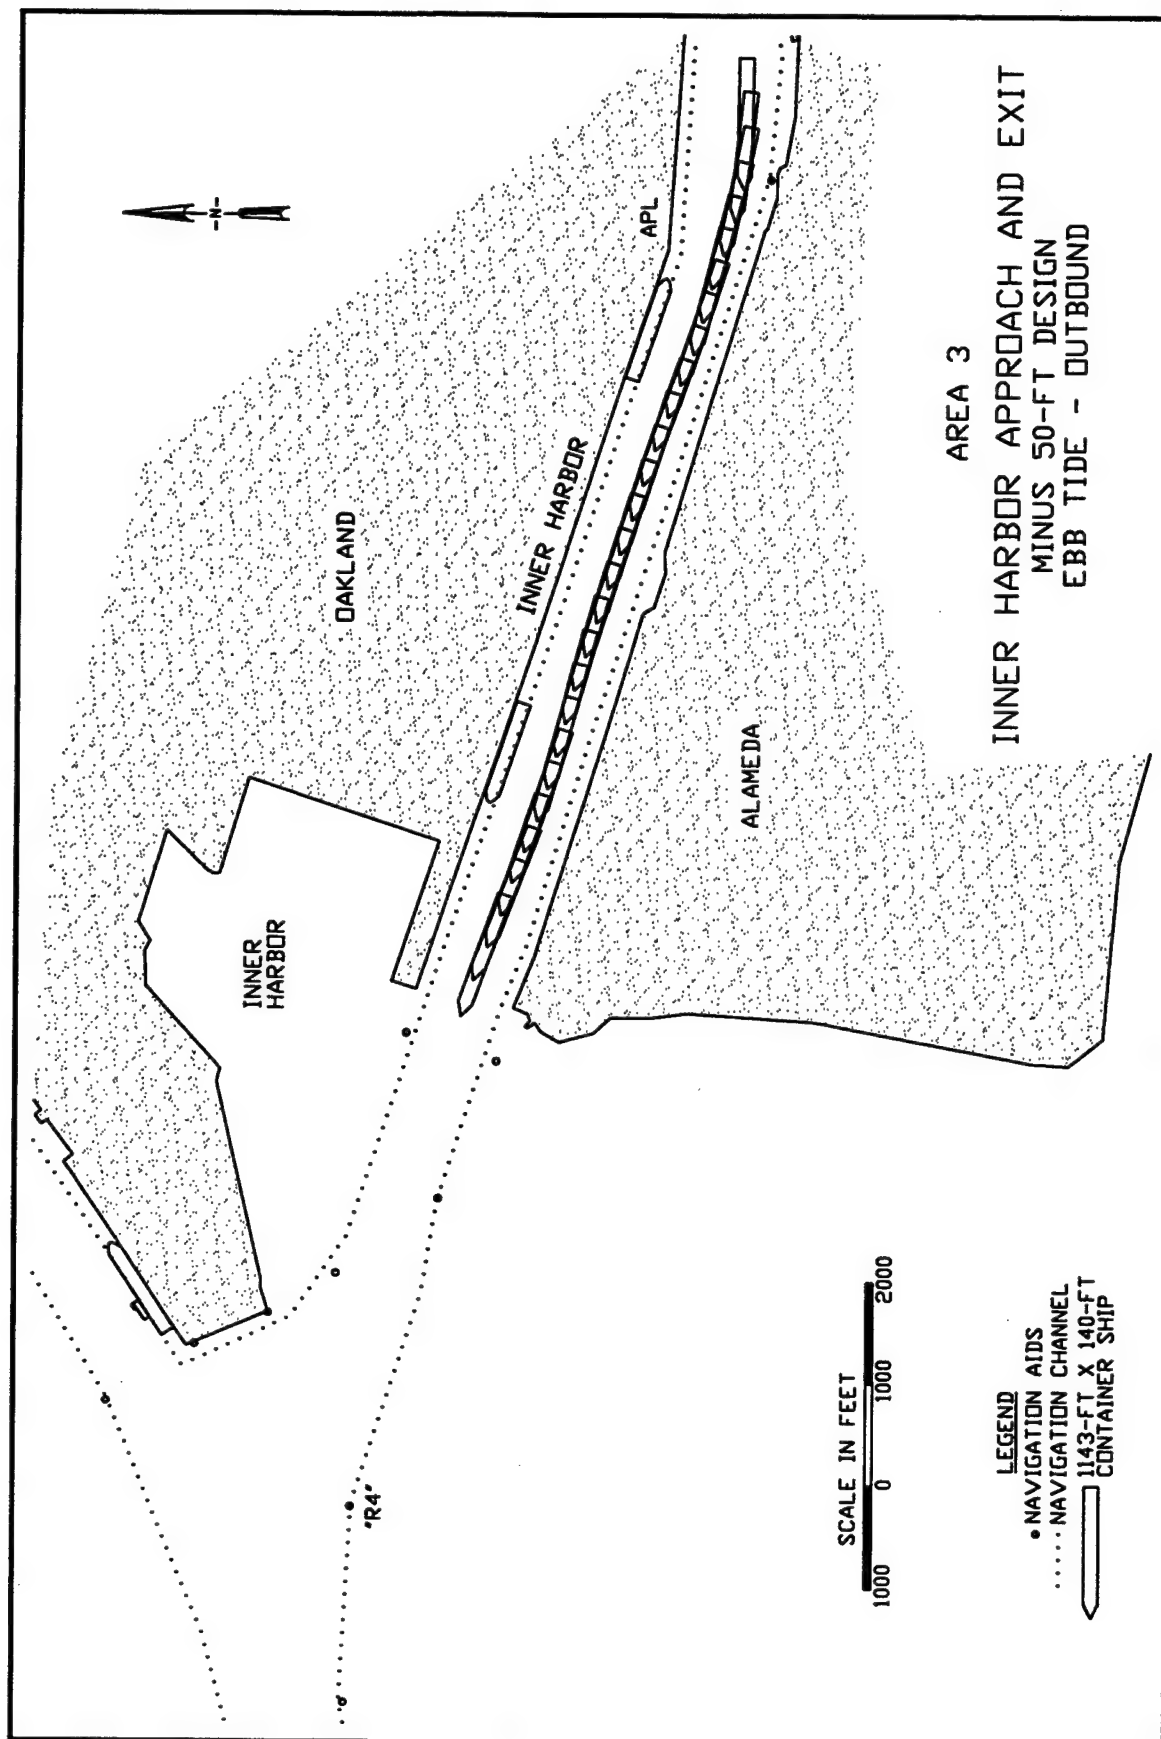 -N-
OAKLAND
INNER
HARBOR
INNER HARBOR
APL
ALAMEDA
"R4"
AREA 3
INNER HARBOR APPROACH AND EXIT
MINUS 50-FT DESIGN
EBB TIDE - OUTBOUND
SCALE IN FEET
1000 0 1000 2000
LEGEND
NAVIGATION AIDS
NAVIGATION CHANNEL
1143-FT X 140-FT
CONTAINER SHIP